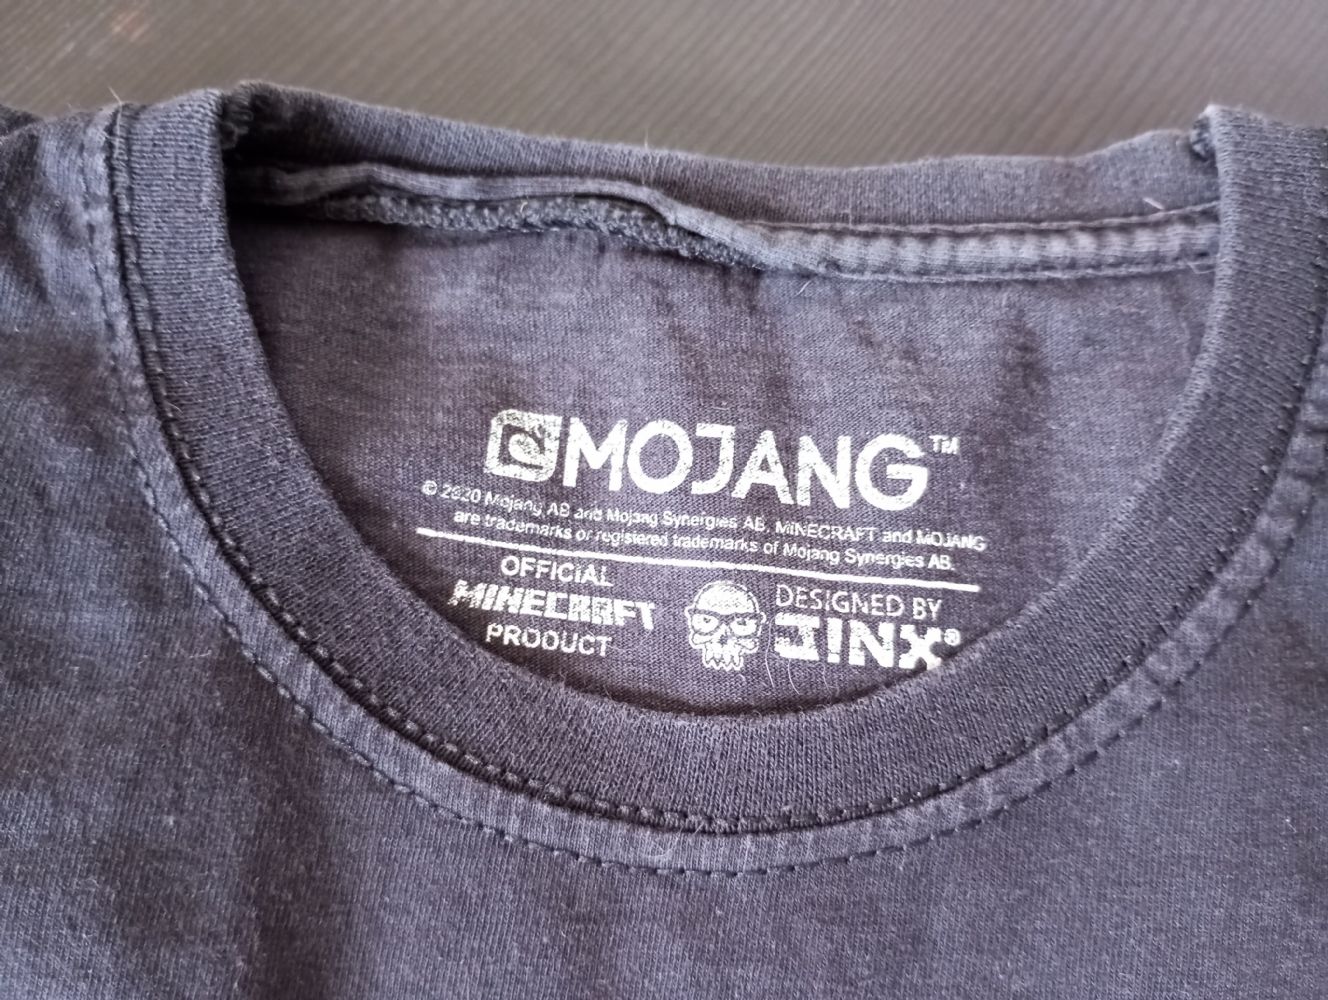 MOJANG™
© 2020 Mojang AB and Mojang Synergies AB, MINECRAFT and MOJANG
are trademarks or registered trademarks of Mojang Synergies AB.
OFFICIAL
MINECRAFT
PRODUCT
DESIGNED BY
JINX®